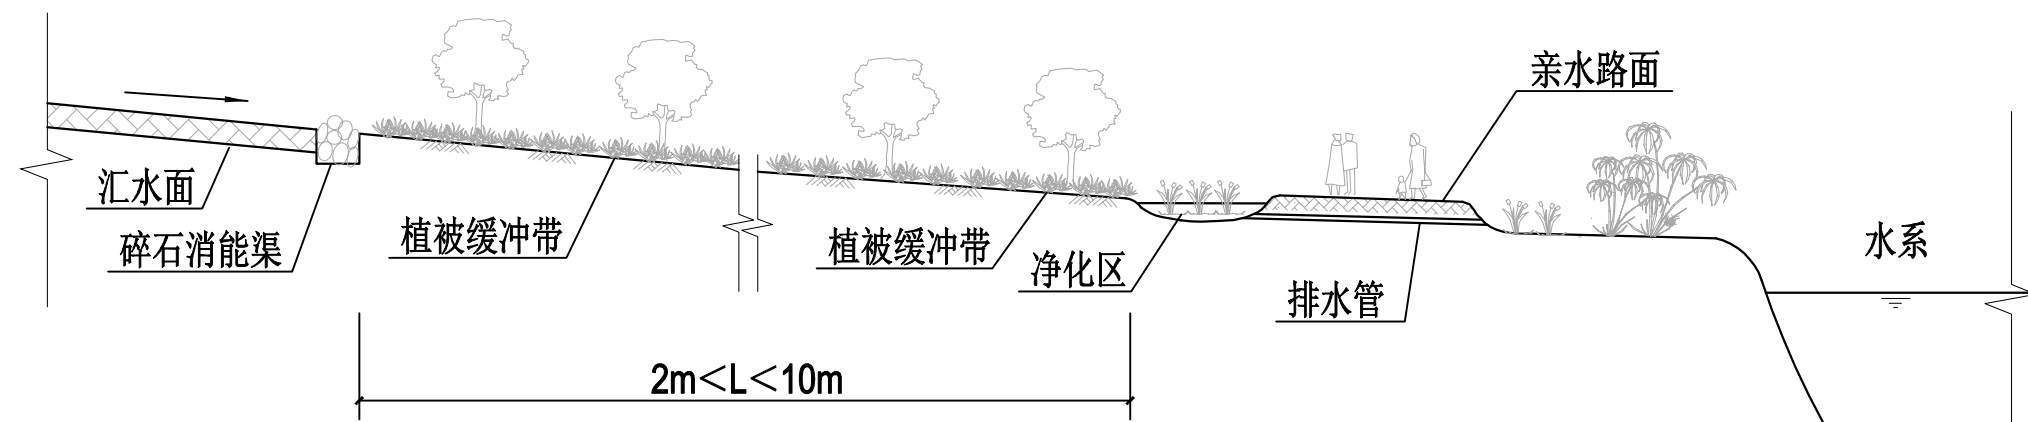 亲水路面
汇水面
碎石消能渠
植被缓冲带
植被缓冲带
净化区
排水管
水系
2m<L<10m